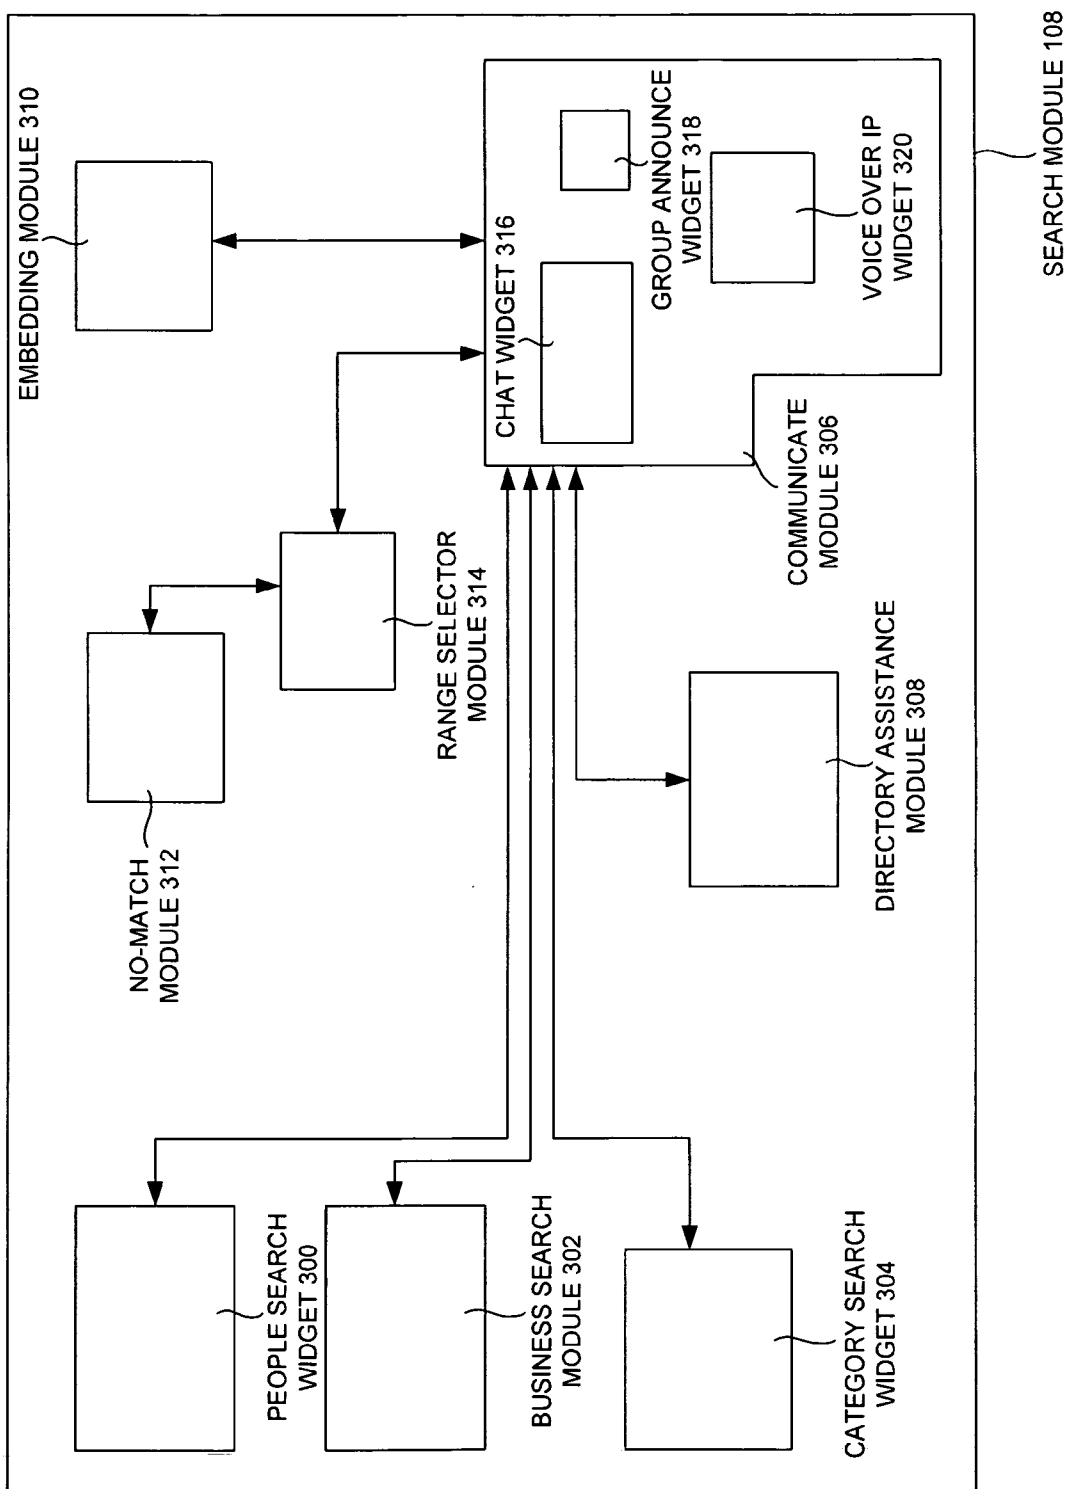 PEOPLE SEARCH
WIDGET 300
BUSINESS SEARCH
MODULE 302
CATEGORY SEARCH
WIDGET 304
NO-MATCH
MODULE 312
RANGE SELECTOR
MODULE 314
DIRECTORY ASSISTANCE
MODULE 308
EMBEDDING MODULE 310
CHAT WIDGET 316
GROUP ANNOUNCE
WIDGET 318
VOICE OVER IP
WIDGET 320
COMMUNICATE
MODULE 306
SEARCH MODULE 108